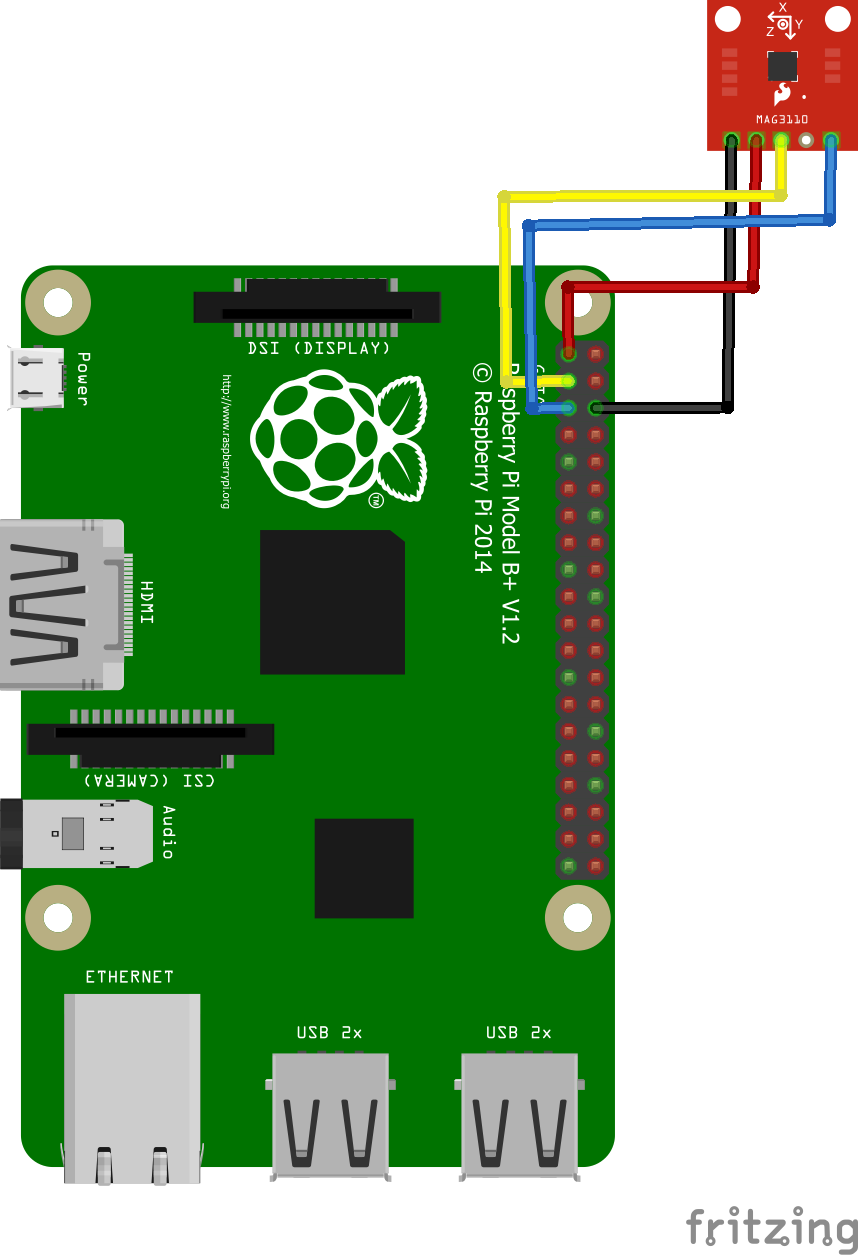 X
Y
Z
MAG3110
DSI (DISPLAY)
Power
http://www.raspberrypi.org
TM
Raspberry Pi Model B+ V1.2
© Raspberry Pi 2014
HDMI
CSI (CAMERA)
Audio
ETHERNET
USB 2x
USB 2x
fritzing